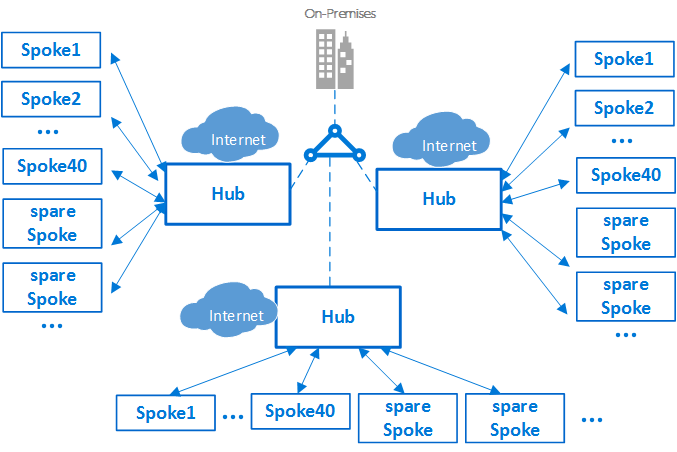 On-Premises
Spoke1
Spoke2
...
Spoke40
spare
Spoke
spare
Spoke
...
Internet
Hub
Internet
Hub
Spoke1
Spoke2
...
Spoke40
spare
Spoke
spare
Spoke
...
Internet
Hub
Spoke1
...
Spoke40
spare
Spoke
spare
Spoke
...